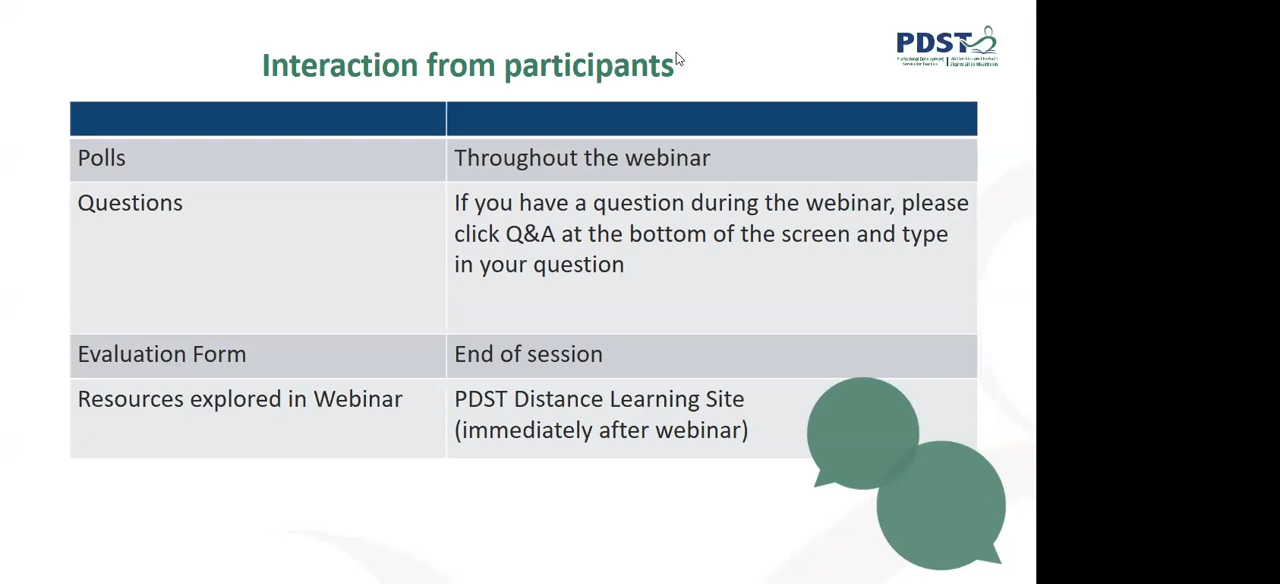 PDST
Interaction from participants
Polls
Throughout the webinar
Questions
If you have a question during the webinar, please
click Q&A at the bottom of the screen and type
in your question
Evaluation Form
End of session
Resources explored in Webinar
PDST Distance Learning Site
(immediately after webinar)